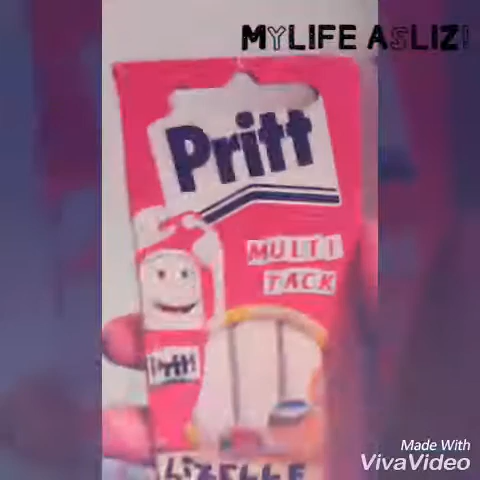 MYLIFE ASLIZ!
Pritt
MULTI
TACK
Pritt
Made With
VivaVideo